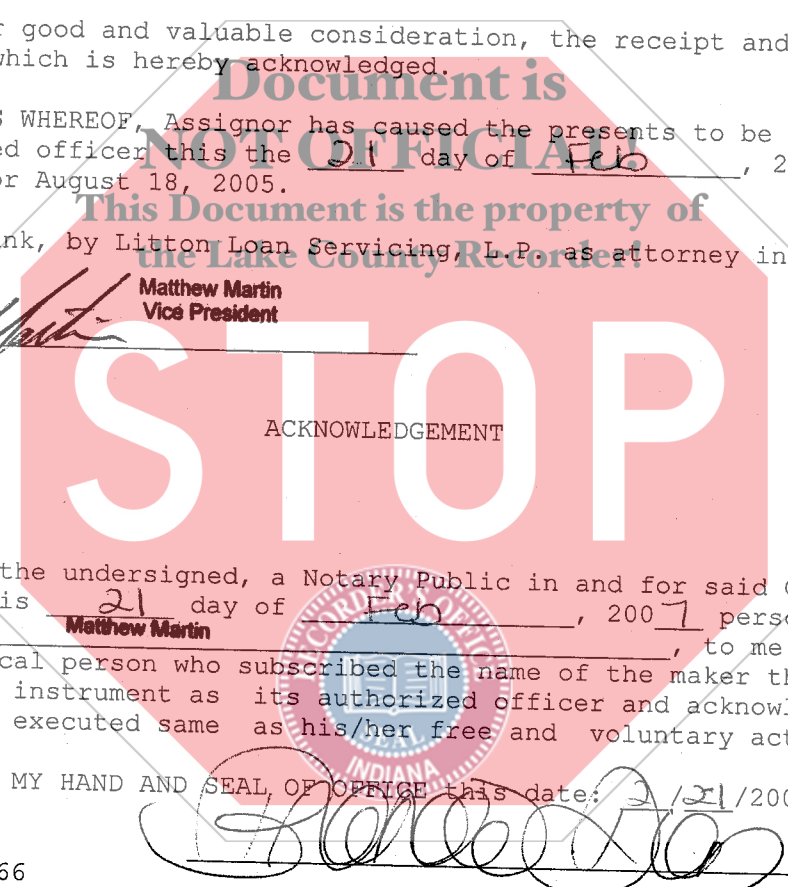 r good and valuable consideration, the receipt and
which is hereby acknowledged.
Document is
S WHEREOF, Assignor has caused the presents to be
NOT OFFICIAL
ed officer this the 21 day of Feb, 2
or August 18, 2005.
This Document is the property of
ank, by Litton Loan Servicing, L.P. as attorney in
the Lake County Recorder!
Matthew Martin
Vice President
Martin
STOP
ACKNOWLEDGEMENT
the undersigned, a Notary Public in and for said
is 21 day of Feb, 2007 perso
Matthew Martin
, to me
cal person who subscribed the name of the maker th
instrument as its authorized officer and acknowl
executed same as his/her free and voluntary act
RECORDER'S OFFICE
SEAL
INDIANA
MY HAND AND SEAL OF OFFICE this date: 2/21/200
66